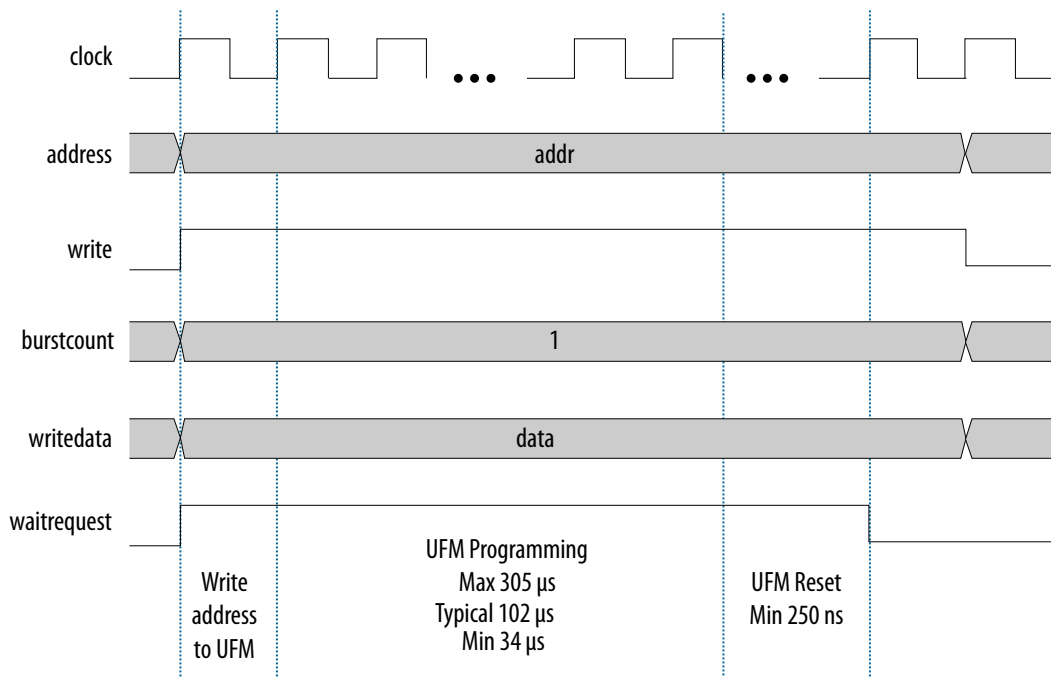 clock
address
addr
write
burstcount
1
writedata
data
waitrequest
Write
address
to UFM
UFM Programming
Max 305 µs
Typical 102 µs
Min 34 µs
UFM Reset
Min 250 ns